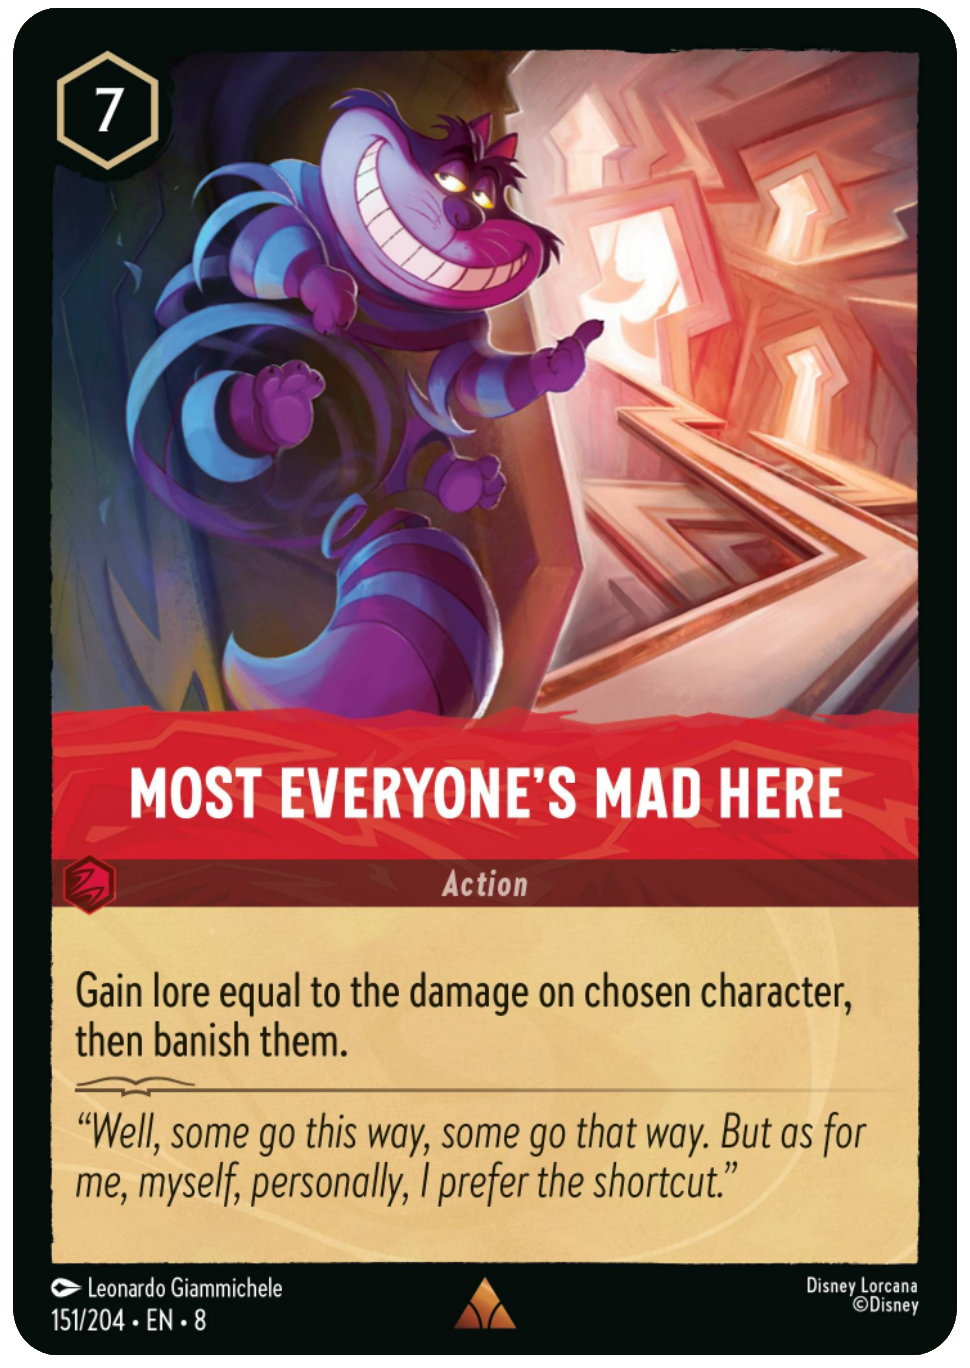 7
MOST EVERYONE’S MAD HERE
Action
Gain lore equal to the damage on chosen character,
then banish them.
“Well, some go this way, some go that way. But as for
me, myself, personally, I prefer the shortcut.”
Leonardo Giammichele
151/204 • EN • 8
Disney Lorcana
©Disney